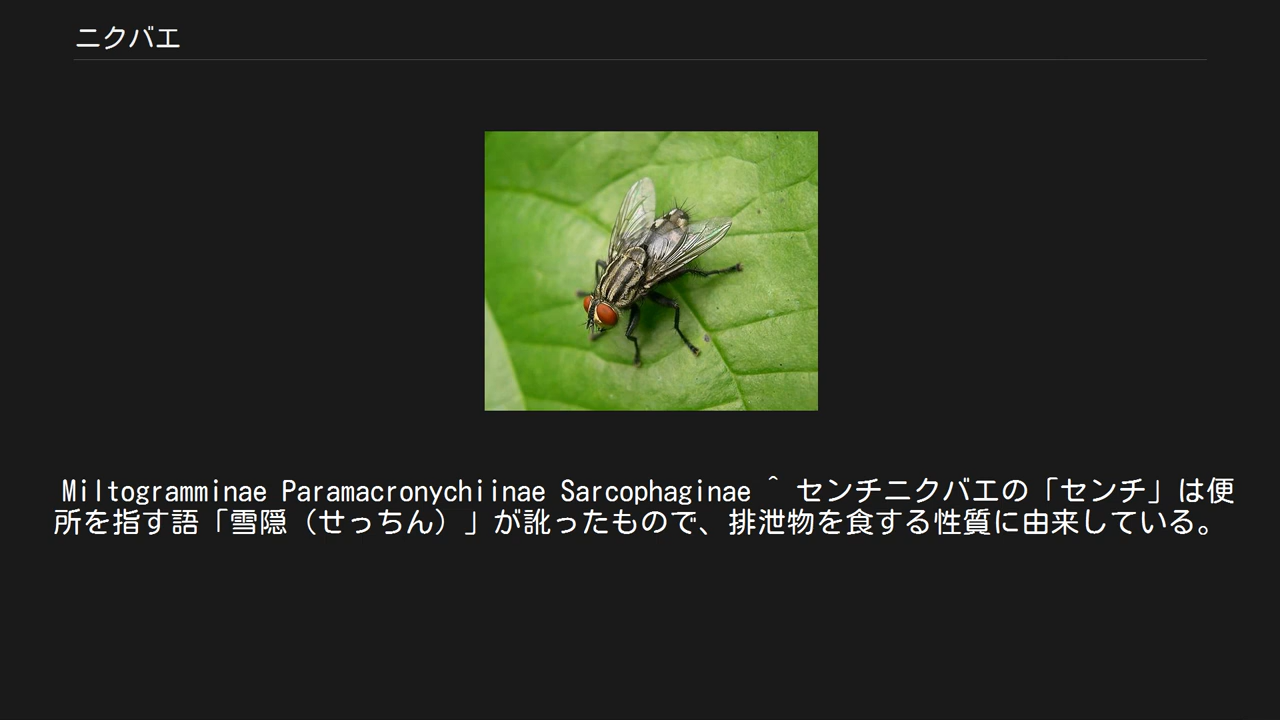 ニクバエ
Miltogramminae Paramacronychiinae Sarcophaginae ^ センチニクバエの「センチ」は便
所を指す語「雪隠（せっちん）」が訛ったもので、排泄物を食する性質に由来している。